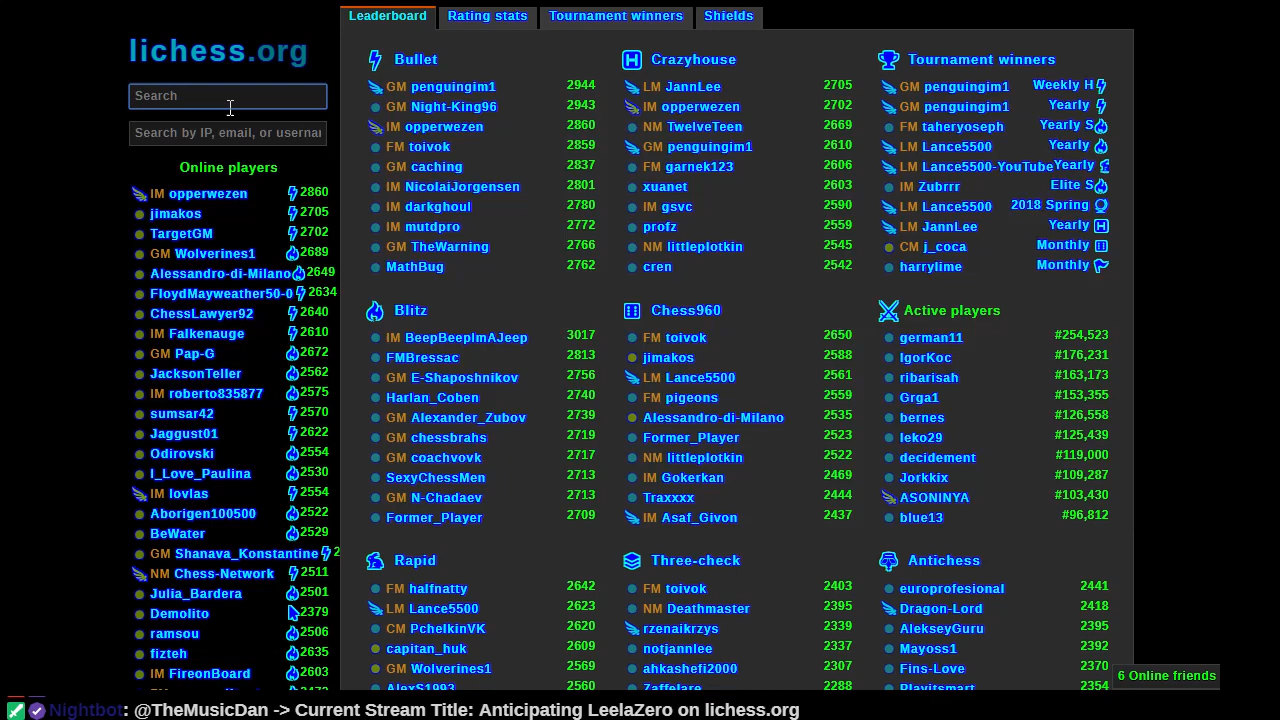 Leaderboard
Rating stats
Tournament winners
Shields
lichess.org
Search
Search by IP, email, or usernar
Online players
IM opperwezen 2860
jimakos 2705
TargetGM 2702
GM Wolverines1 2689
Alessandro-di-Milano 2649
FloydMayweather50-0 2634
ChessLawyer92 2640
IM Falkenauge 2610
GM Pap-G 2672
JacksonTeller 2562
IM roberto835877 2575
sumsar42 2570
Jaggust01 2622
Odirovski 2554
I_Love_Paulina 2530
IM lovlas 2554
Aborigen100500 2522
BeWater 2529
GM Shanava_Konstantine 2
NM Chess-Network 2511
Julia_Bardera 2501
Demolito 2379
ramsou 2506
fizteh 2635
IM FireonBoard 2603
Bullet
GM penguingim1 2944
GM Night-King96 2943
IM opperwezen 2860
FM toivok 2859
GM caching 2837
IM NicolaiJorgensen 2801
IM darkghoul 2780
IM mutdpro 2772
GM TheWarning 2766
MathBug 2762
Crazyhouse
LM JannLee 2705
IM opperwezen 2702
NM TwelveTeen 2669
GM penguingim1 2610
FM garnek123 2606
xuanet 2603
IM gsvc 2590
profz 2559
NM littleplotkin 2545
cren 2542
Tournament winners
GM penguingim1 Weekly H
GM penguingim1 Yearly
FM taheryoseph Yearly S
LM Lance5500 Yearly
LM Lance5500-YouTube Yearly
IM Zubrrr Elite S
LM Lance5500 2018 Spring
LM JannLee Yearly
CM j_coca Monthly
harrylime Monthly
Blitz
IM BeepBeepImAJeep 3017
FMBressac 2813
GM E-Shaposhnikov 2756
Harlan_Coben 2740
GM Alexander_Zubov 2739
GM chessbrahs 2719
GM coachvovk 2717
SexyChessMen 2713
GM N-Chadaev 2713
Former_Player 2709
Chess960
FM toivok 2650
jimakos 2588
LM Lance5500 2561
FM pigeons 2559
Alessandro-di-Milano 2535
Former_Player 2523
NM littleplotkin 2522
IM Gokerkan 2469
Traxxxx 2444
IM Asaf_Givon 2437
Active players
german11 #254,523
IgorKoc #176,231
ribarisah #163,173
Grga1 #153,355
bernes #126,558
leko29 #125,439
decidement #119,000
Jorkkix #109,287
ASONINYA #103,430
blue13 #96,812
Rapid
FM halfnatty 2642
LM Lance5500 2623
CM PchelkinVK 2620
capitan_huk 2609
GM Wolverines1 2569
AlexS1993 2560
Three-check
FM toivok 2403
NM Deathmaster 2395
rzenaikrzys 2339
notjannlee 2337
ahkashefi2000 2307
Zaffelare 2288
Antichess
europrofesional 2441
Dragon-Lord 2418
AlekseyGuru 2395
Mayoss1 2392
Fins-Love 2370
Playitsmart 2354
6 Online friends
Nightbot: @TheMusicDan -> Current Stream Title: Anticipating LeelaZero on lichess.org